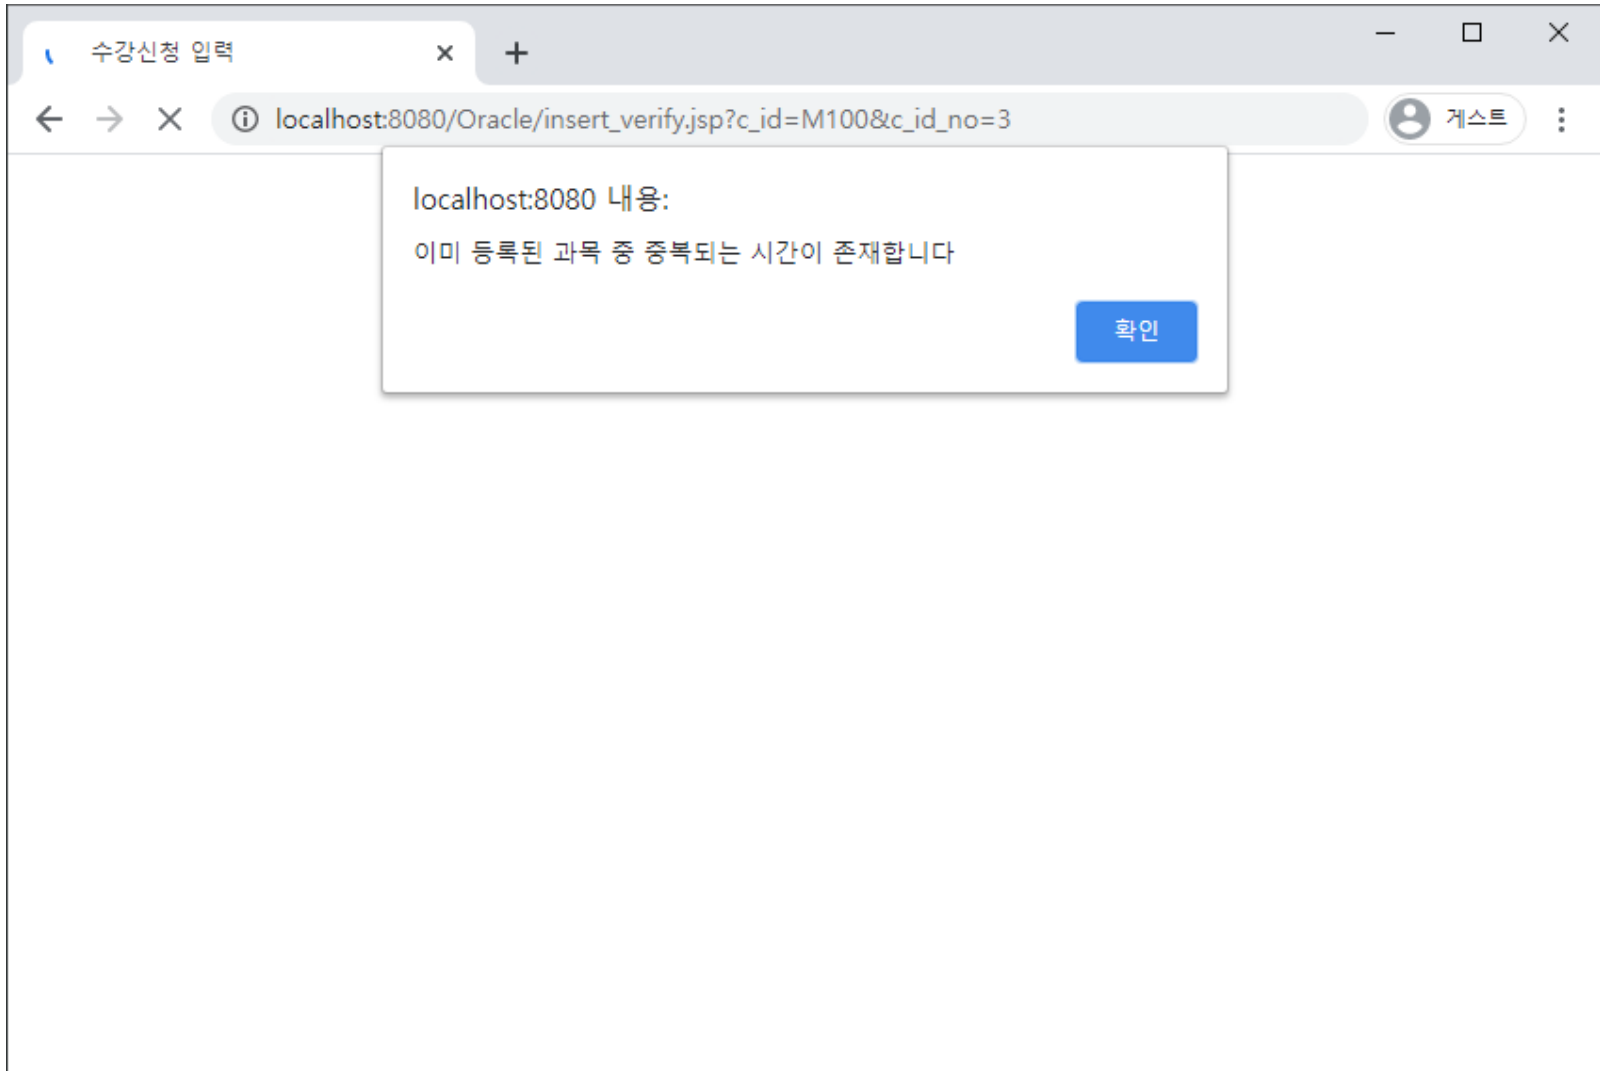 수강신청 입력
localhost:8080/Oracle/insert_verify.jsp?c_id=M100&c_id_no=3
게스트
localhost:8080 내용:
이미 등록된 과목 중 중복되는 시간이 존재합니다
확인